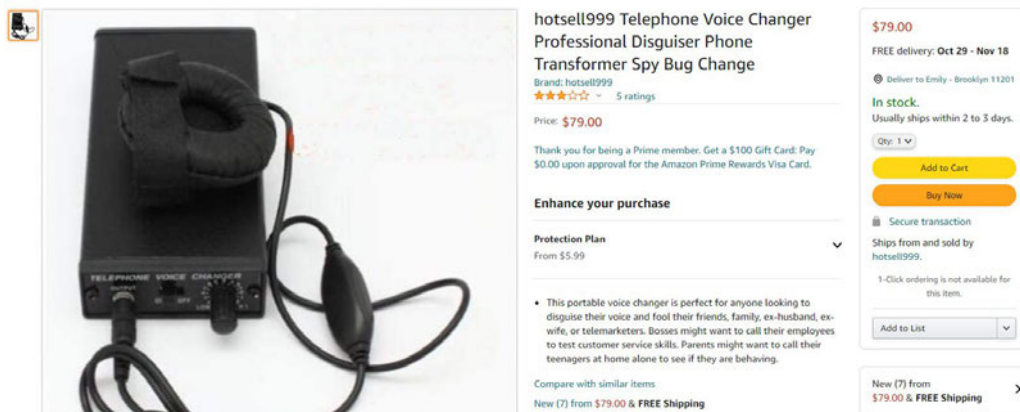 hotsell999 Telephone Voice Changer
Professional Disguiser Phone
Transformer Spy Bug Change
Brand: hotsell999
5 ratings
Price: $79.00
Thank you for being a Prime member. Get a $100 Gift Card: Pay
$0.00 upon approval for the Amazon Prime Rewards Visa Card.
Enhance your purchase
Protection Plan
From $5.99
• This portable voice changer is perfect for anyone looking to
disguise their voice and fool their friends, family, ex-husband, ex-
wife, or telemarketers. Bosses might want to call their employees
to test customer service skills. Parents might want to call their
teenagers at home alone to see if they are behaving.
Compare with similar items
New (7) from $79.00 & FREE Shipping
$79.00
FREE delivery: Oct 29 - Nov 18
Deliver to Emily - Brooklyn 11201
In stock.
Usually ships within 2 to 3 days.
Qty: 1
Add to Cart
Buy Now
Secure transaction
Ships from and sold by
hotsell999.
1-Click ordering is not available for
this item.
Add to List
New (7) from
$79.00 & FREE Shipping
TELEPHONE VOICE CHANGER
OUTPUT
ON OFF
LOW